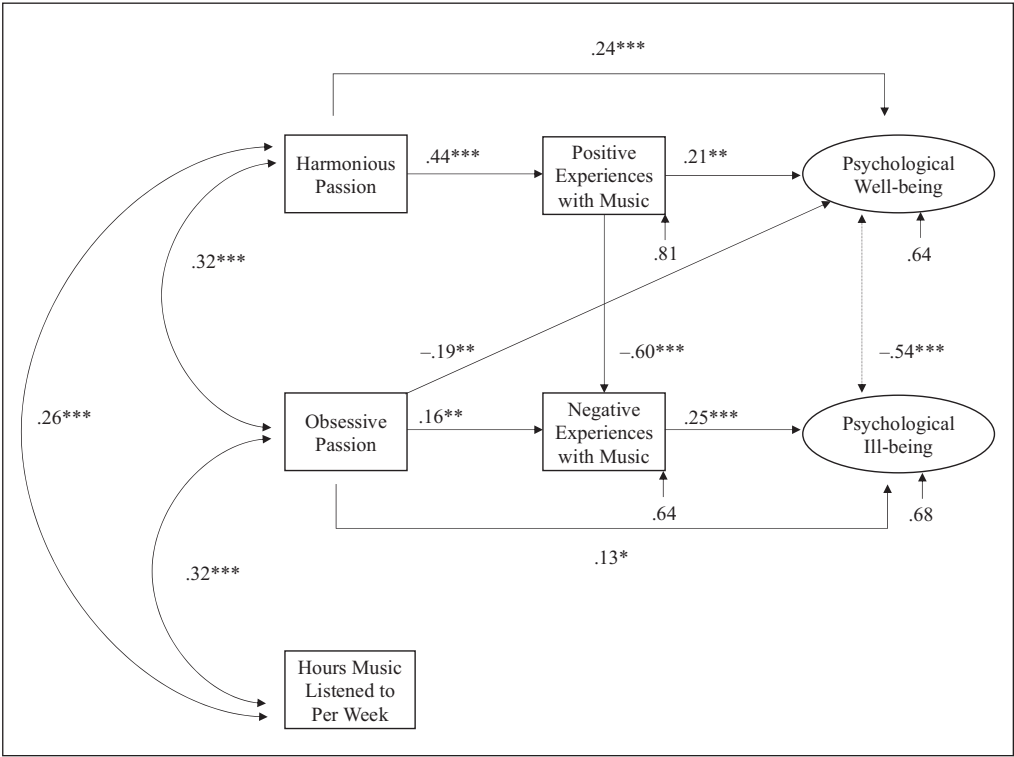 .24***
Harmonious
Passion
.44***
Positive
Experiences
with Music
.21**
Psychological
Well-being
.32***
.81
.64
–.19**
–.60***
–.54***
.26***
Obsessive
Passion
.16**
Negative
Experiences
with Music
.25***
Psychological
Ill-being
.64
.68
.13*
.32***
Hours Music
Listened to
Per Week